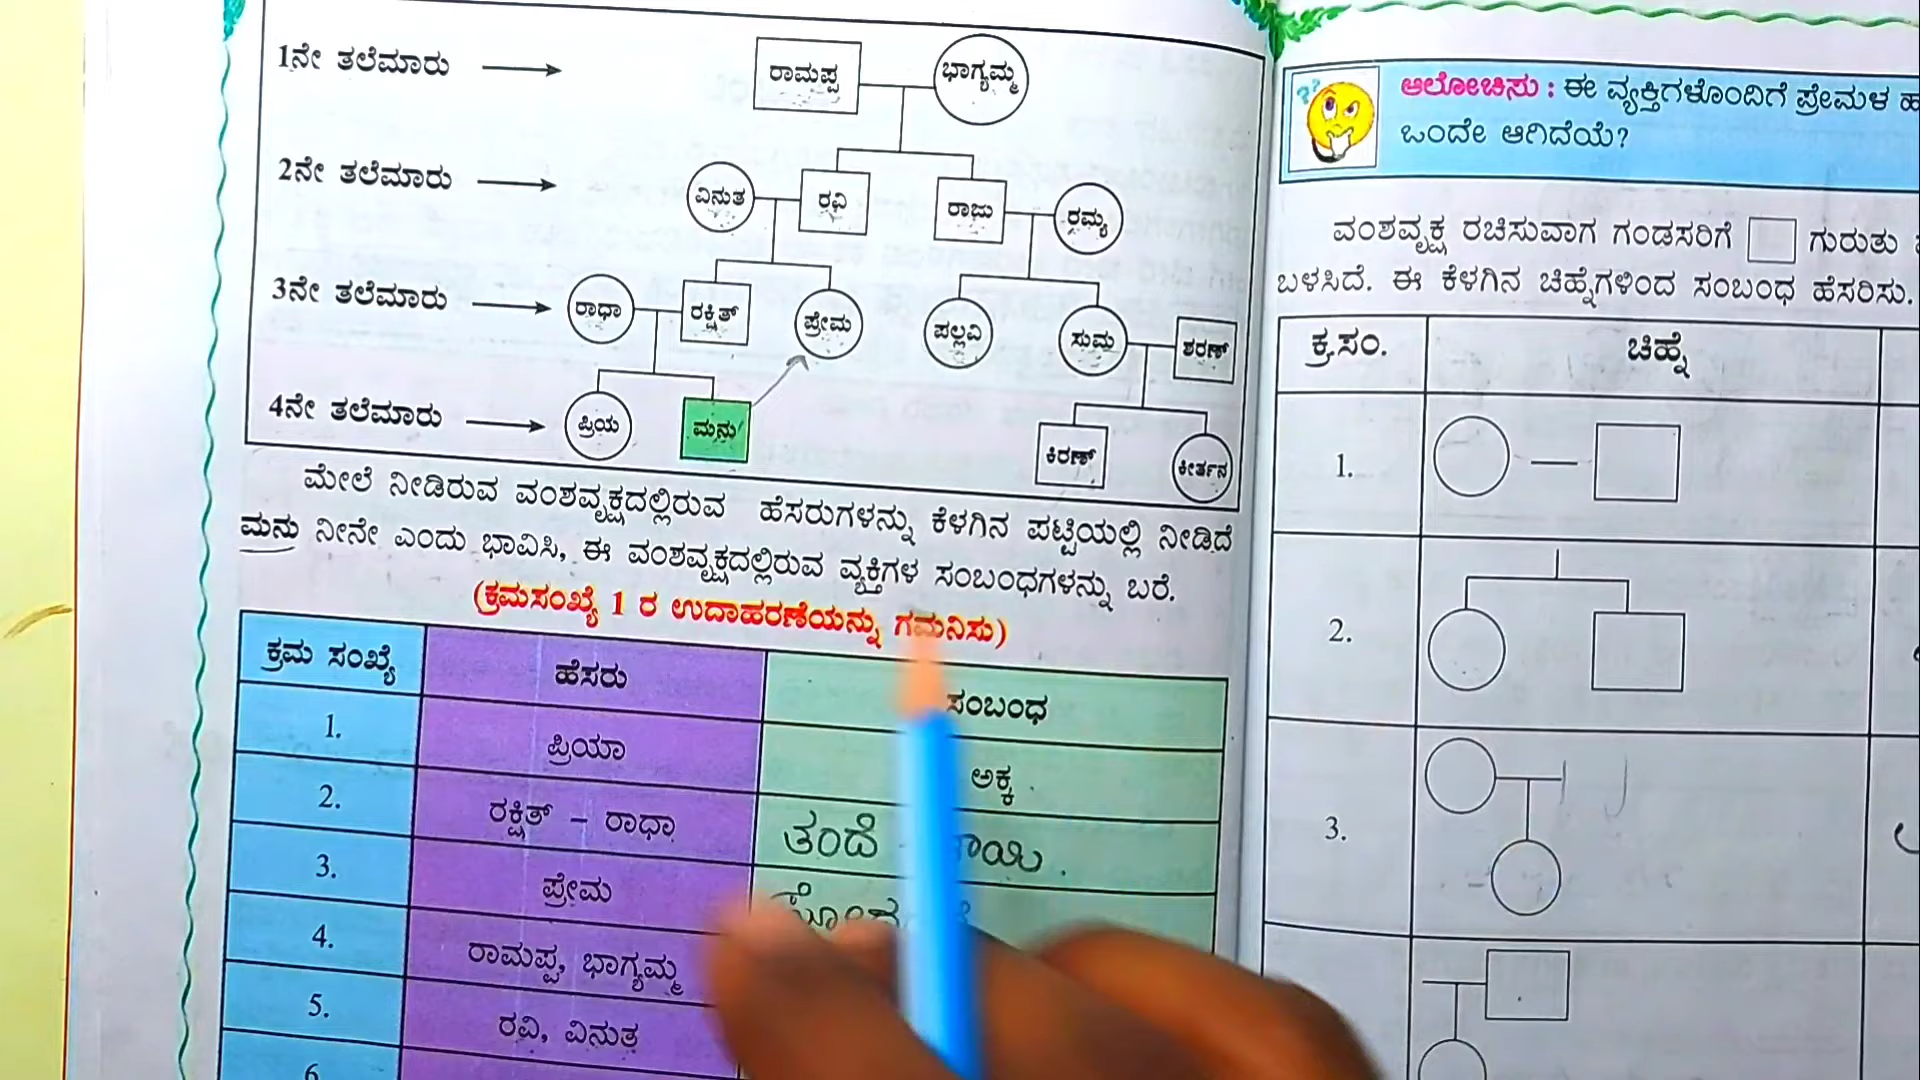 1ನೇ ತಲೆಮಾರು
ರಾಮಪ್ಪ
ಭಾಗ್ಯಮ್ಮ
2ನೇ ತಲೆಮಾರು
ವಿನುತ
ರವಿ
ರಾಜು
ರಮ್ಯ
3ನೇ ತಲೆಮಾರು
ರಾಧಾ
ರಕ್ಷಿತ್
ಪ್ರೇಮ
ಪಲ್ಲವಿ
ಸುಮ
ಶರಣ್
4ನೇ ತಲೆಮಾರು
ಪ್ರಿಯ
ಮನು
ಕಿರಣ್
ಕೀರ್ತನ
ಮೇಲೆ ನೀಡಿರುವ ವಂಶವೃಕ್ಷದಲ್ಲಿರುವ ಹೆಸರುಗಳನ್ನು ಕೆಳಗಿನ ಪಟ್ಟಿಯಲ್ಲಿ ನೀಡಿದೆ
ಮನು ನೀನೇ ಎಂದು ಭಾವಿಸಿ, ಈ ವಂಶವೃಕ್ಷದಲ್ಲಿರುವ ವ್ಯಕ್ತಿಗಳ ಸಂಬಂಧಗಳನ್ನು ಬರೆ.
(ಕ್ರಮಸಂಖ್ಯೆ 1 ರ ಉದಾಹರಣೆಯನ್ನು ಗಮನಿಸು)
ಕ್ರಮ ಸಂಖ್ಯೆ ಹೆಸರು ಸಂಬಂಧ
1. ಪ್ರಿಯಾ ಅಕ್ಕ
2. ರಕ್ಷಿತ್ – ರಾಧಾ ತಂದೆ
3. ಪ್ರೇಮ
4. ರಾಮಪ್ಪ, ಭಾಗ್ಯಮ್ಮ
5. ರವಿ, ವಿನುತ
6.
ಆಲೋಚಿಸು : ಈ ವ್ಯಕ್ತಿಗಳೊಂದಿಗೆ ಪ್ರೇಮಳ
ಒಂದೇ ಆಗಿದೆಯೆ?
ವಂಶವೃಕ್ಷ ರಚಿಸುವಾಗ ಗಂಡಸರಿಗೆ ಗುರುತು
ಬಳಸಿದೆ. ಈ ಕೆಳಗಿನ ಚಿಹ್ನೆಗಳಿಂದ ಸಂಬಂಧ ಹೆಸರಿಸು.
ಕ್ರ.ಸಂ. ಚಿಹ್ನೆ
1.
2.
3.